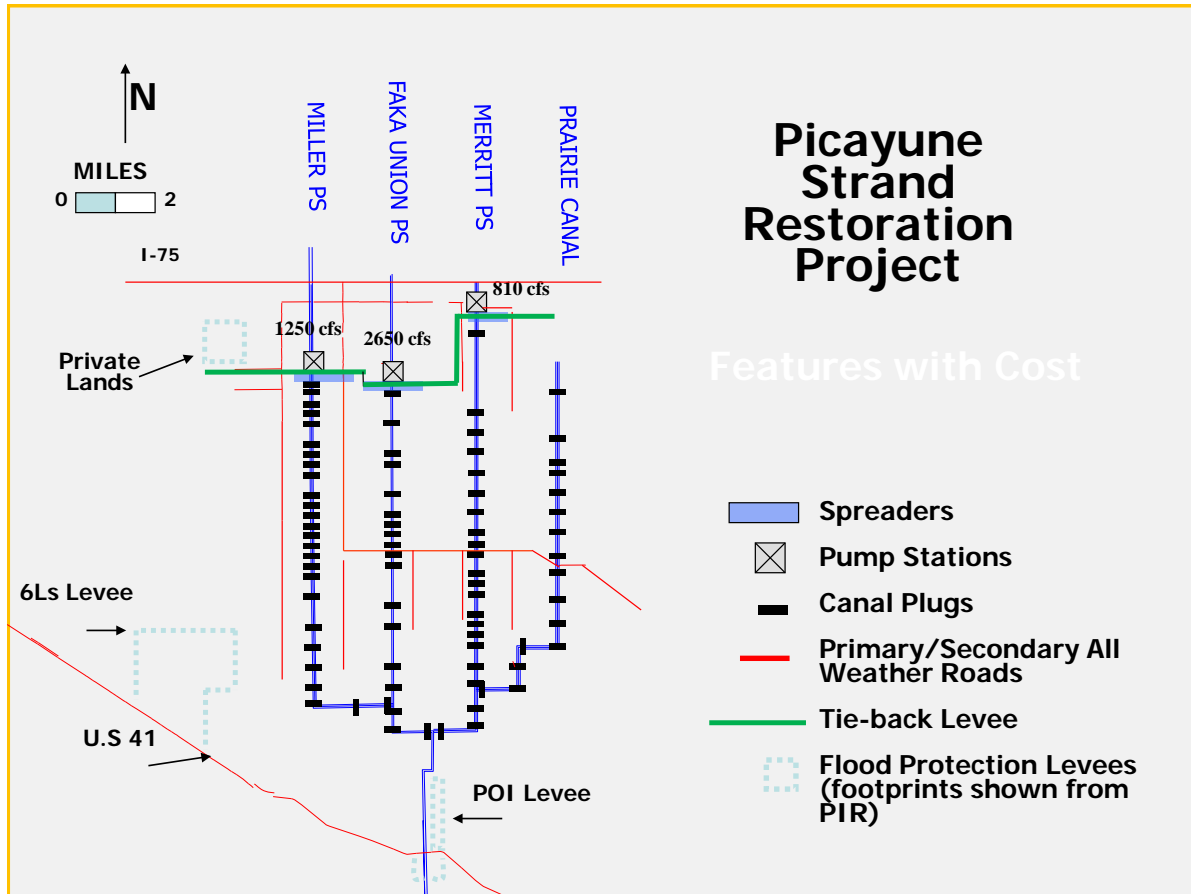 N
MILES
0 2
MILLER PS
FAKA UNION PS
MERRITT PS
PRAIRIE CANAL
Picayune
Strand
Restoration
Project
Features with Cost
I-75
810 cfs
1250 cfs
2650 cfs
Private
Lands
6Ls Levee
U.S 41
POI Levee
Spreaders
Pump Stations
Canal Plugs
Primary/Secondary All
Weather Roads
Tie-back Levee
Flood Protection Levees
(footprints shown from
PIR)